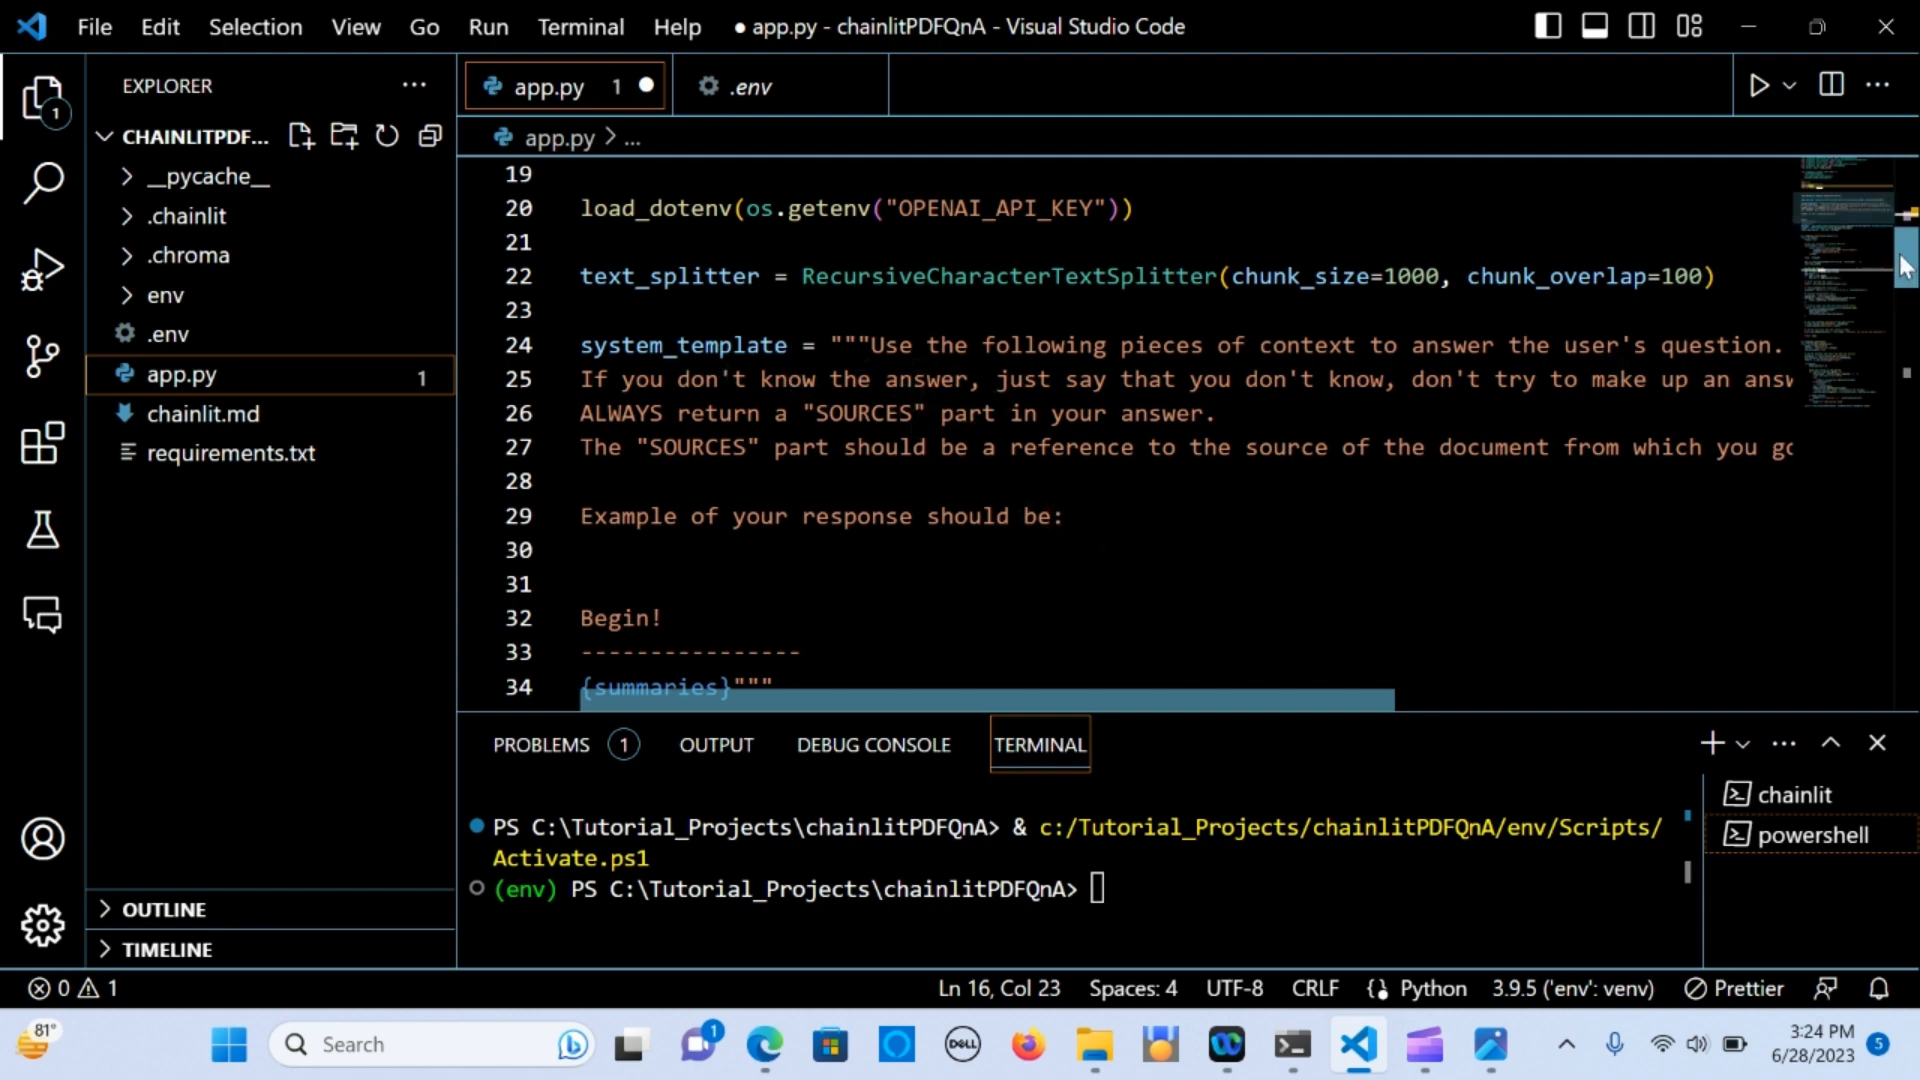 File Edit Selection View Go Run Terminal Help ● app.py - chainlitPDFQnA - Visual Studio Code
EXPLORER
CHAINLITPDF...
__pycache__
.chainlit
.chroma
env
.env
app.py 1
chainlit.md
requirements.txt
OUTLINE
TIMELINE
1
app.py 1
.env
app.py > ...
19
20 load_dotenv(os.getenv("OPENAI_API_KEY"))
21
22 text_splitter = RecursiveCharacterTextSplitter(chunk_size=1000, chunk_overlap=100)
23
24 system_template = """Use the following pieces of context to answer the user's question.
25 If you don't know the answer, just say that you don't know, don't try to make up an answ
26 ALWAYS return a "SOURCES" part in your answer.
27 The "SOURCES" part should be a reference to the source of the document from which you go
28
29 Example of your response should be:
30
31
32 Begin!
33 ----------------
34 {summaries}"""
PROBLEMS 1 OUTPUT DEBUG CONSOLE TERMINAL
PS C:\Tutorial_Projects\chainlitPDFQnA> & c:/Tutorial_Projects/chainlitPDFQnA/env/Scripts/
Activate.ps1
(env) PS C:\Tutorial_Projects\chainlitPDFQnA>
chainlit
powershell
0 1 Ln 16, Col 23 Spaces: 4 UTF-8 CRLF Python 3.9.5 ('env': venv) Prettier
81° Search 1 DELL 3:24 PM
6/28/2023 5